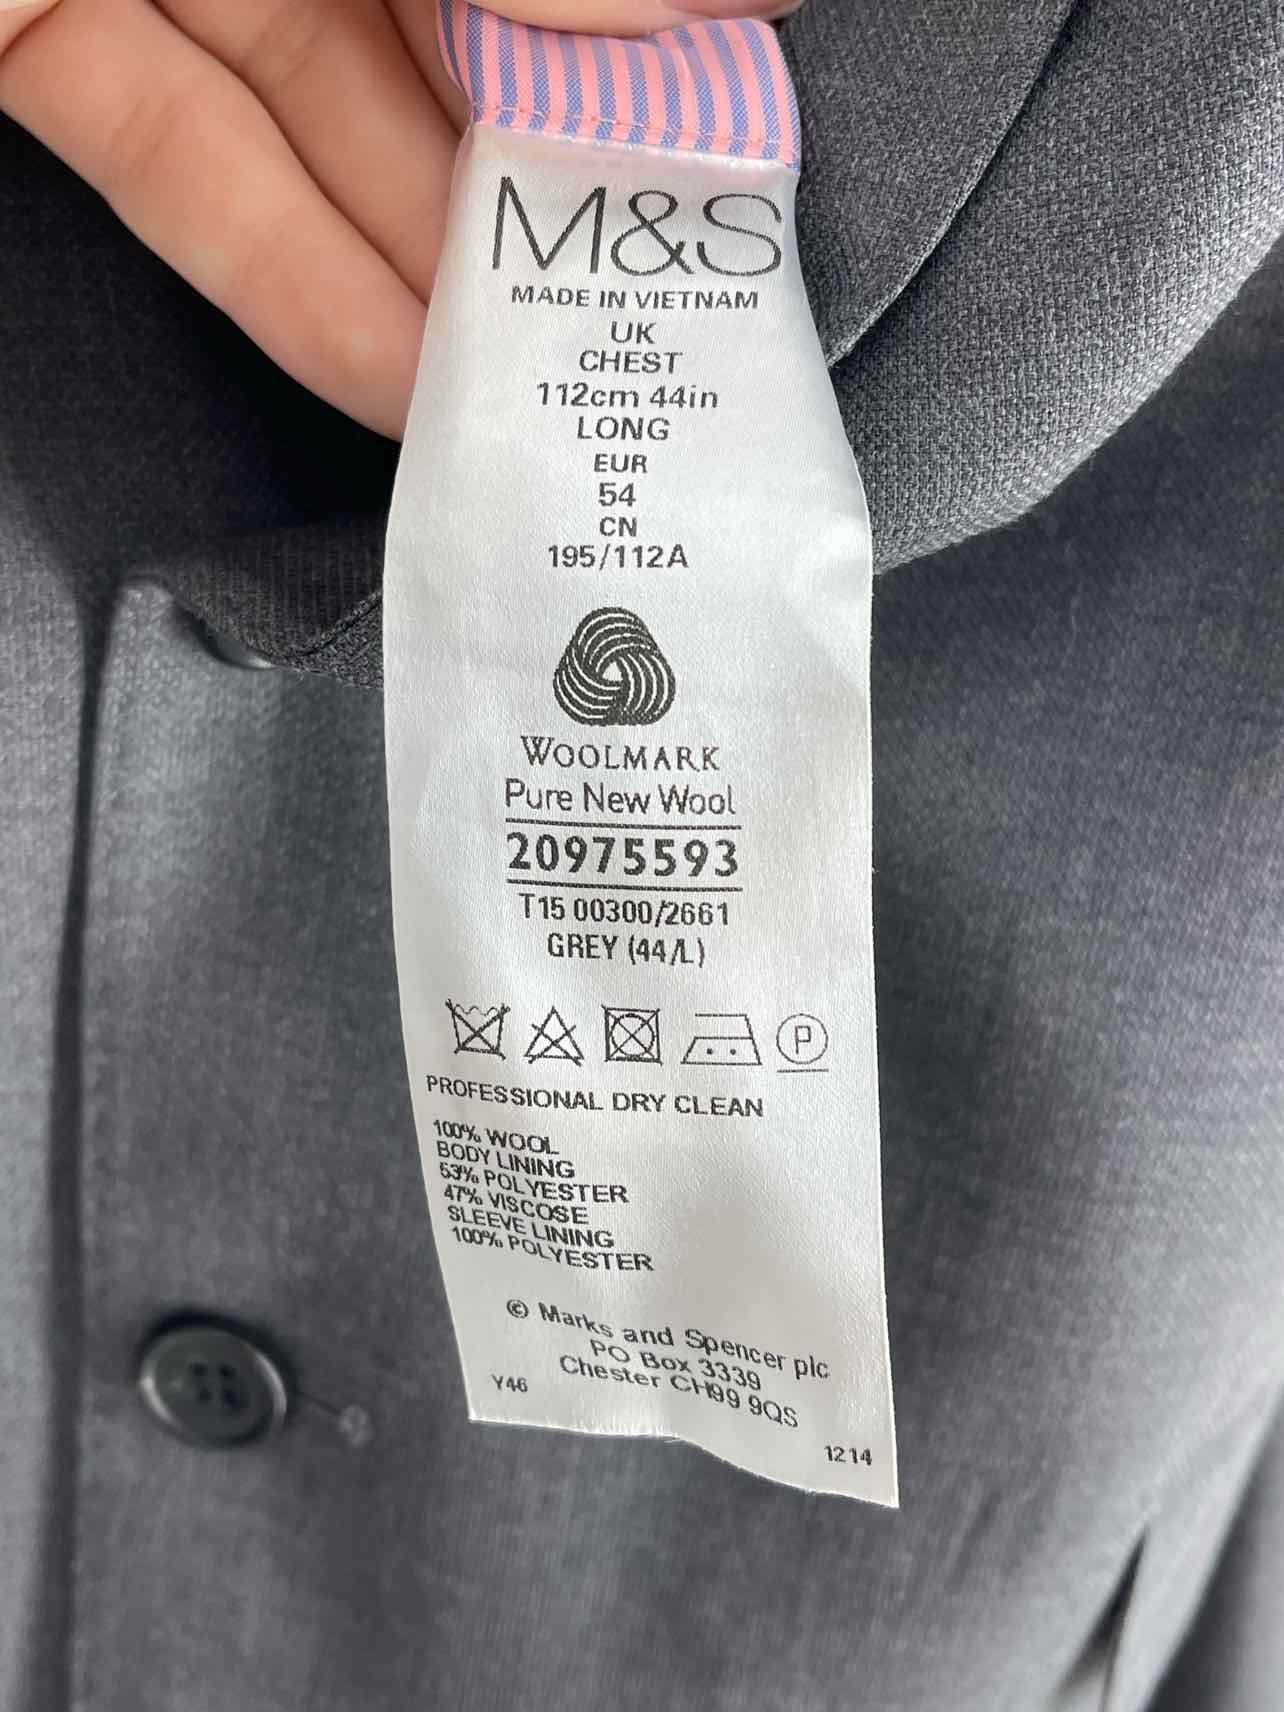 M&S
MADE IN VIETNAM
UK
CHEST
112cm 44in
LONG
EUR
54
CN
195/112A
WOOLMARK
Pure New Wool
20975593
T15 00300/2661
GREY (44/L)
P
PROFESSIONAL DRY CLEAN
100% WOOL
BODY LINING
53% POLYESTER
47% VISCOSE
SLEEVE LINING
100% POLYESTER
© Marks and Spencer plc
PO Box 3339
Chester CH99 9QS
Y46
1214